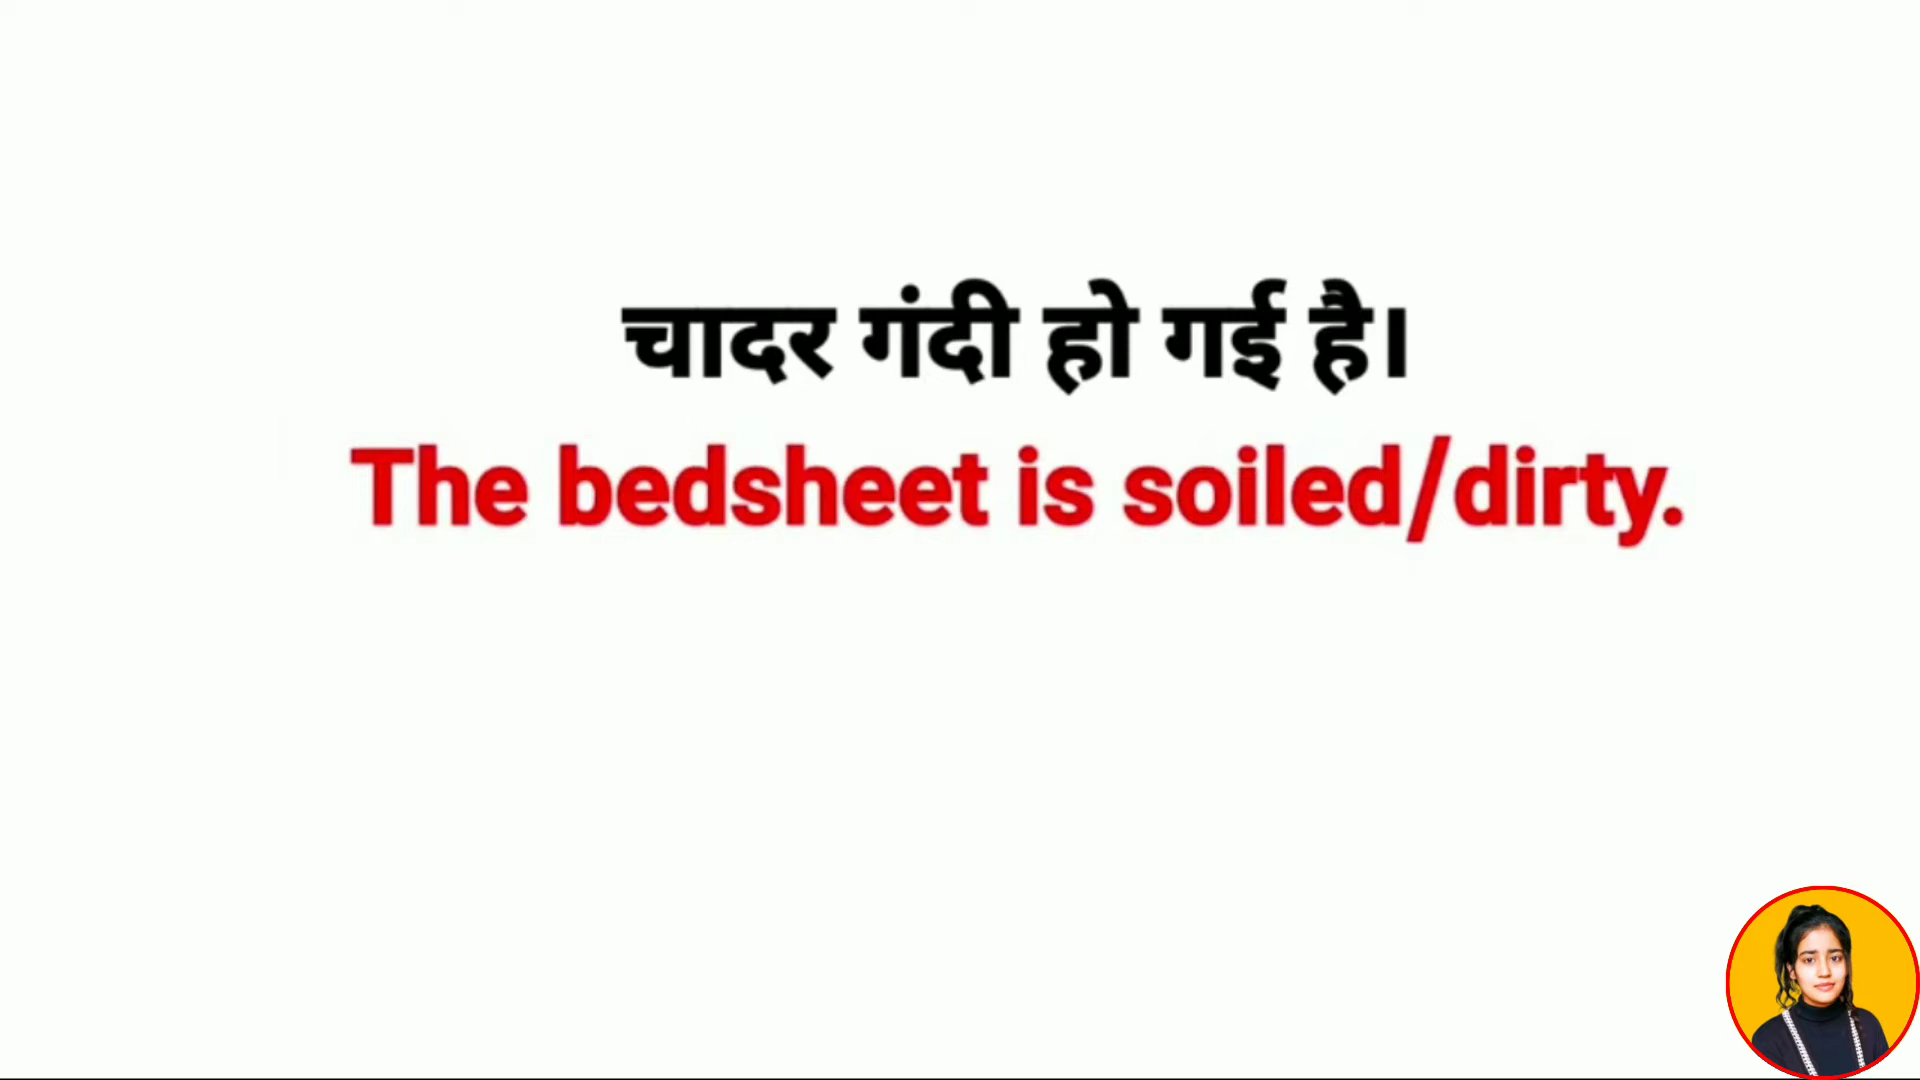 चादर गंदी हो गई है।
The bedsheet is soiled/dirty.